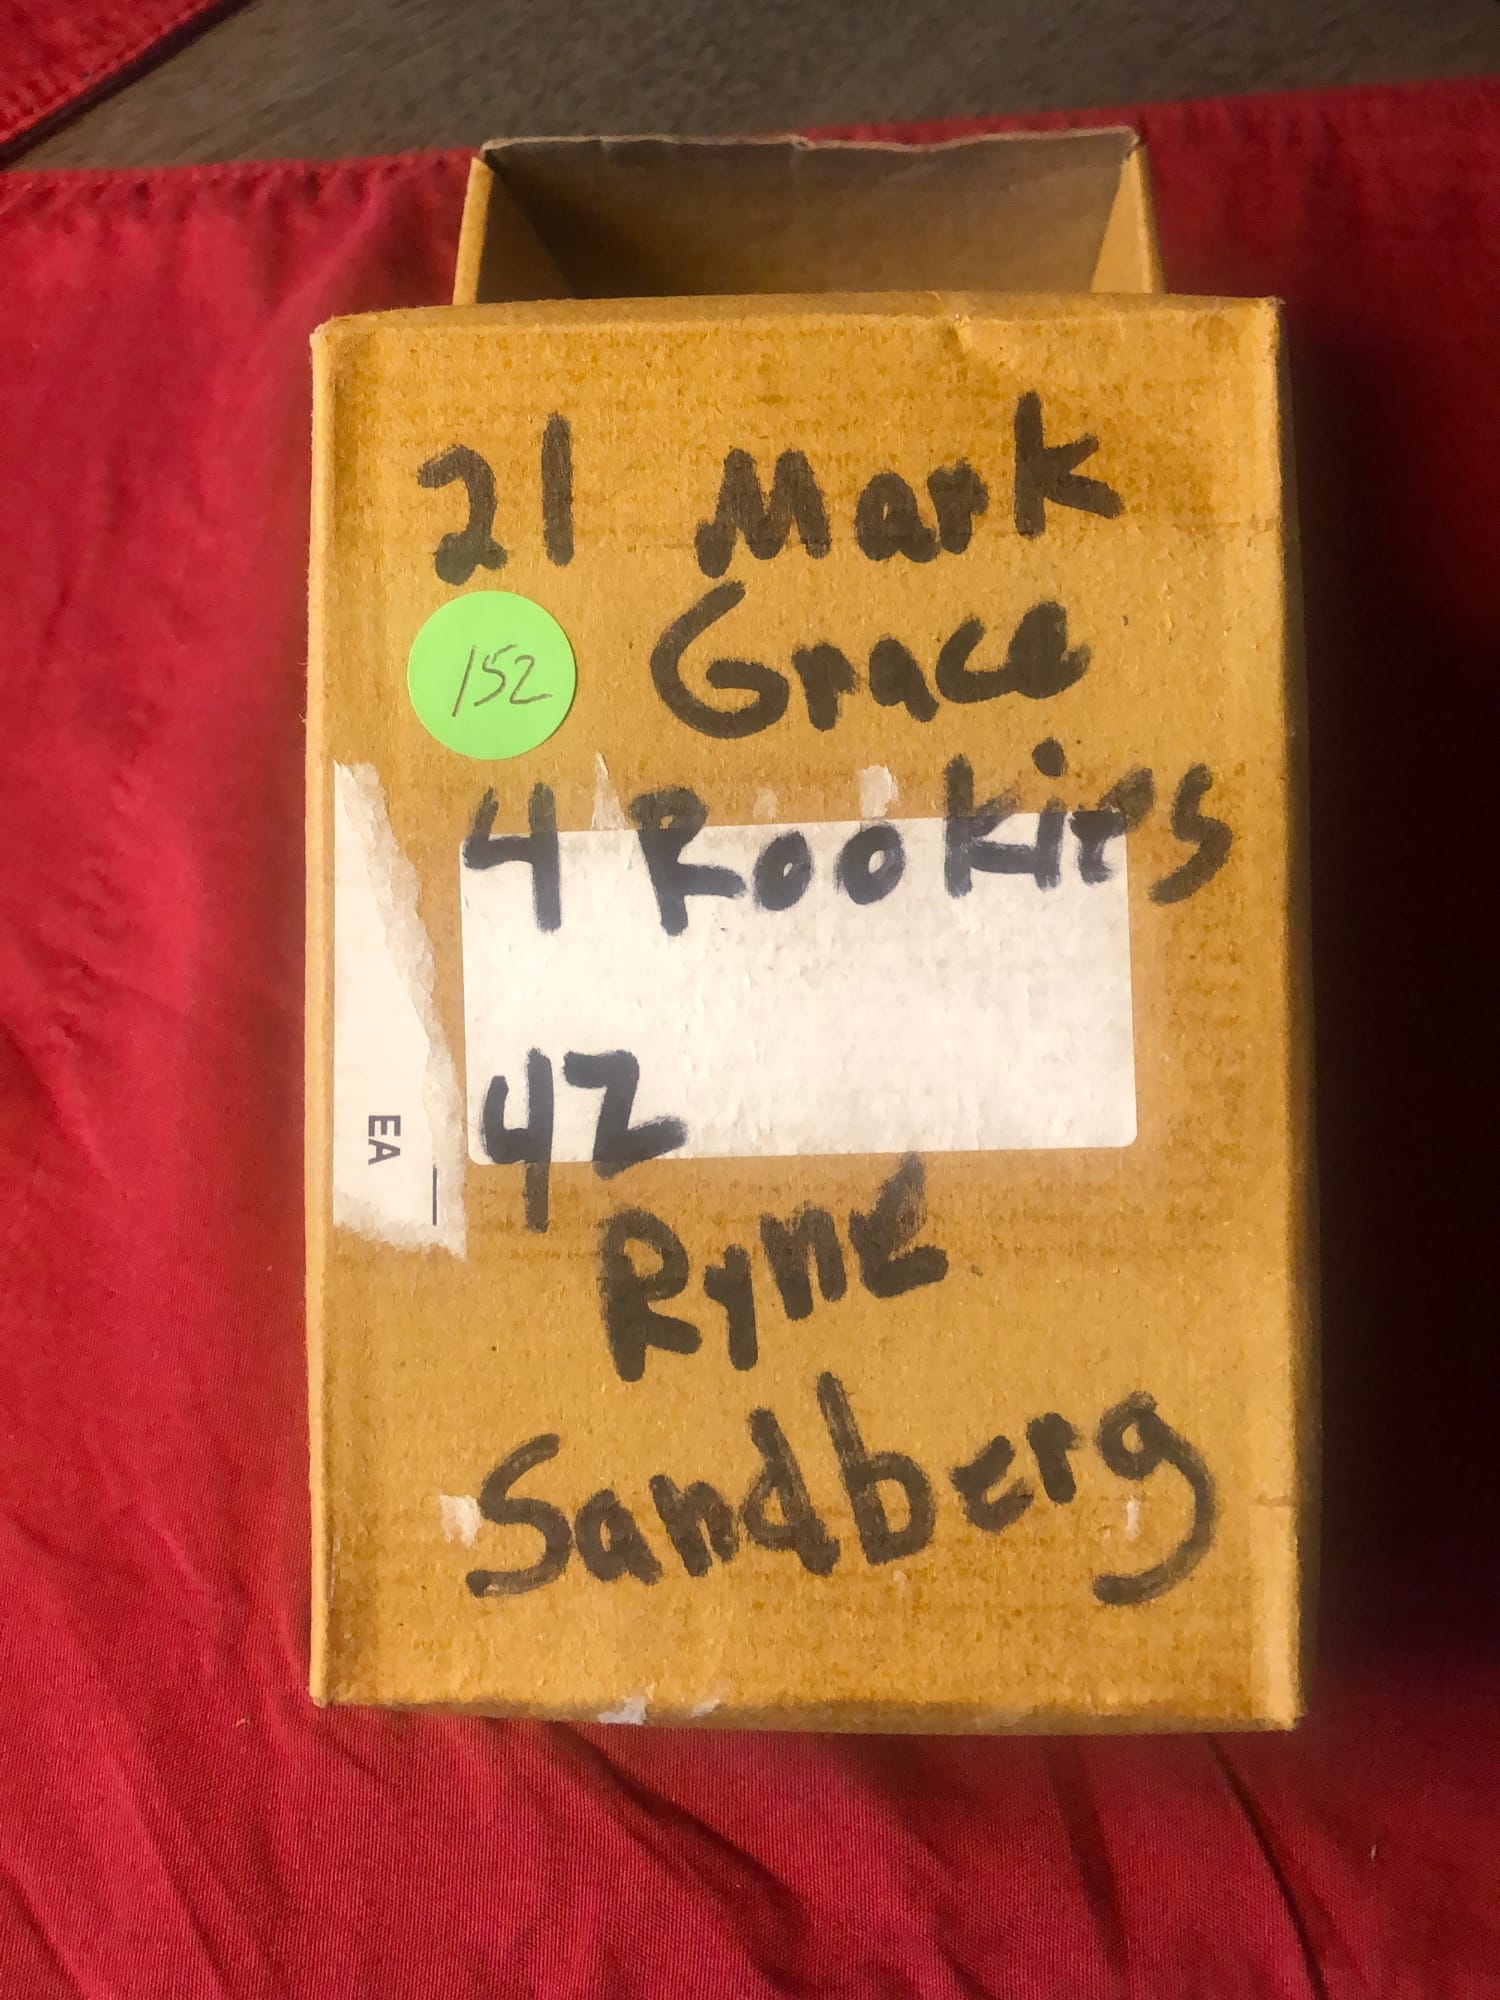 21 Mark
Grace
152
4 Rookies
42
Ryne
Sandberg
EA